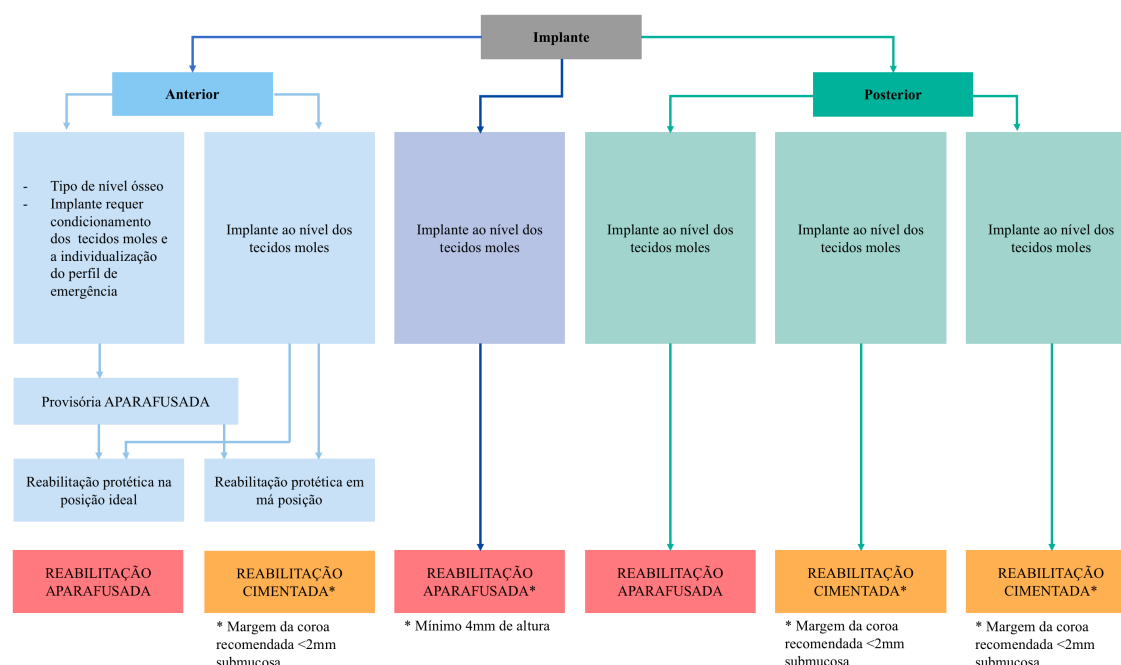 Implante
Anterior
Posterior
- Tipo de nível ósseo
- Implante requer
condicionamento
dos tecidos moles e
a individualização
do perfil de
emergência
Implante ao nível dos
tecidos moles
Implante ao nível dos
tecidos moles
Implante ao nível dos
tecidos moles
Implante ao nível dos
tecidos moles
Implante ao nível dos
tecidos moles
Provisória APARAFUSADA
Reabilitação protética na
posição ideal
Reabilitação protética em
má posição
REABILITAÇÃO
APARAFUSADA
REABILITAÇÃO
CIMENTADA*
* Margem da coroa
recomendada <2mm
submucosa
REABILITAÇÃO
APARAFUSADA*
* Mínimo 4mm de altura
REABILITAÇÃO
APARAFUSADA
REABILITAÇÃO
CIMENTADA*
* Margem da coroa
recomendada <2mm
submucosa
REABILITAÇÃO
CIMENTADA*
* Margem da coroa
recomendada <2mm
submucosa